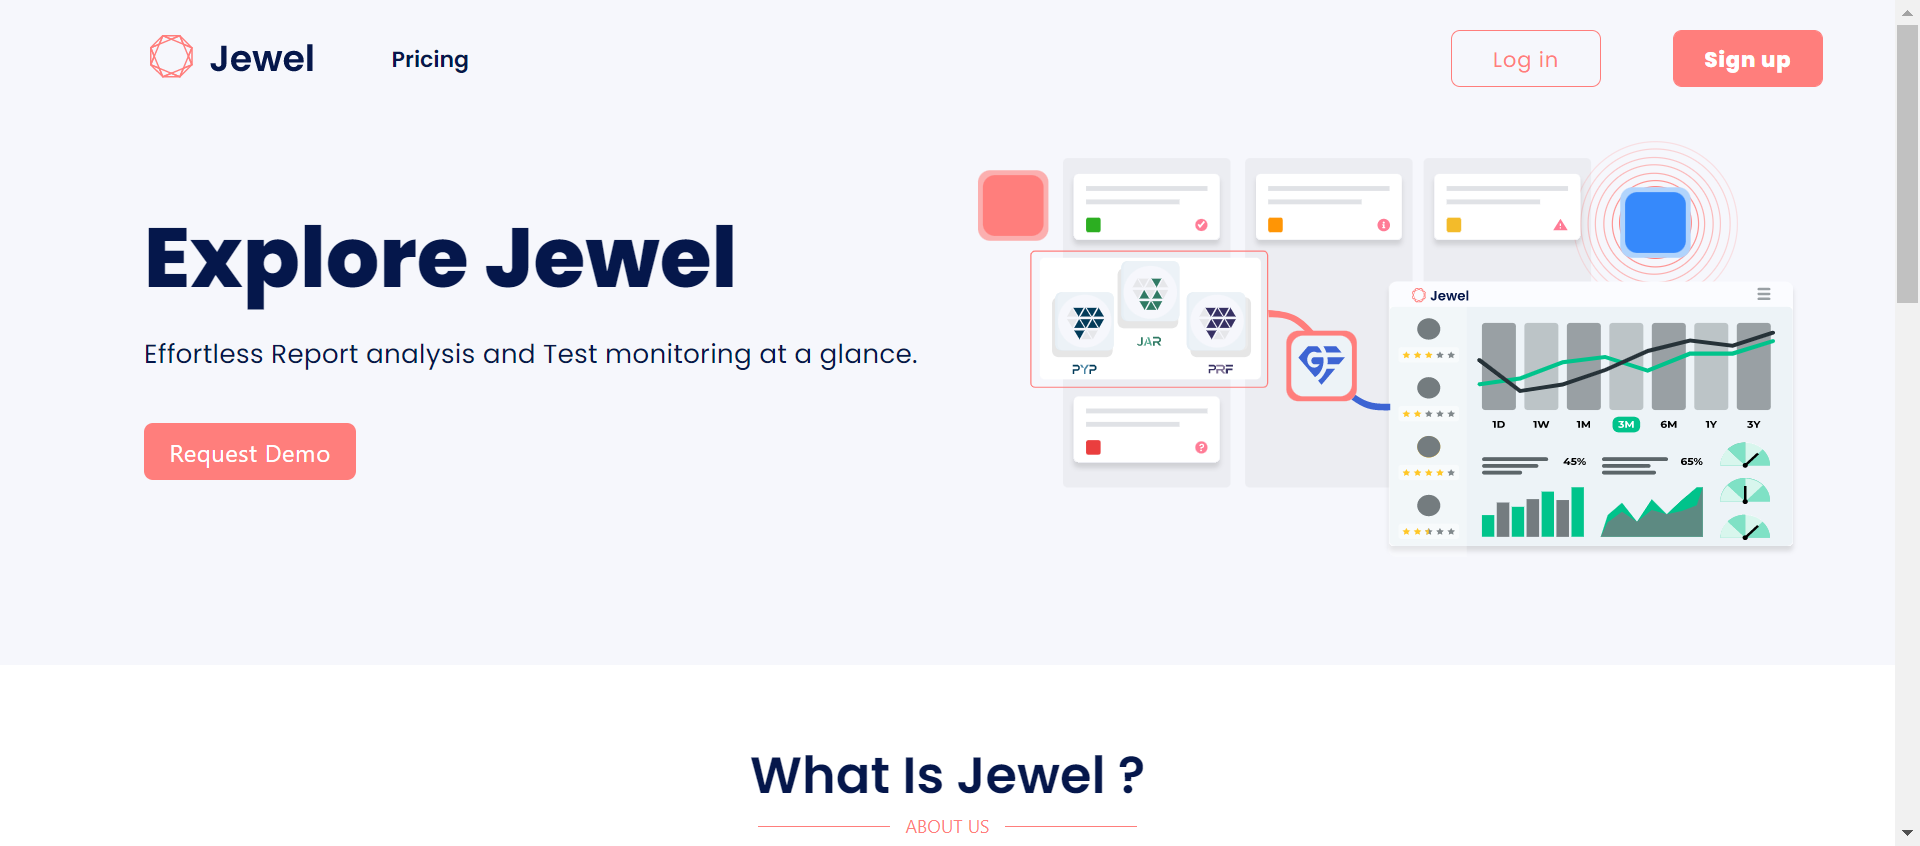 Jewel
Pricing
Log in
Sign up
Explore Jewel
Effortless Report analysis and Test monitoring at a glance.
Request Demo
JAR
PYP
PRF
GF
Jewel
1D 1W 1M 3M 6M 1Y 3Y
45% 65%
What Is Jewel ?
ABOUT US